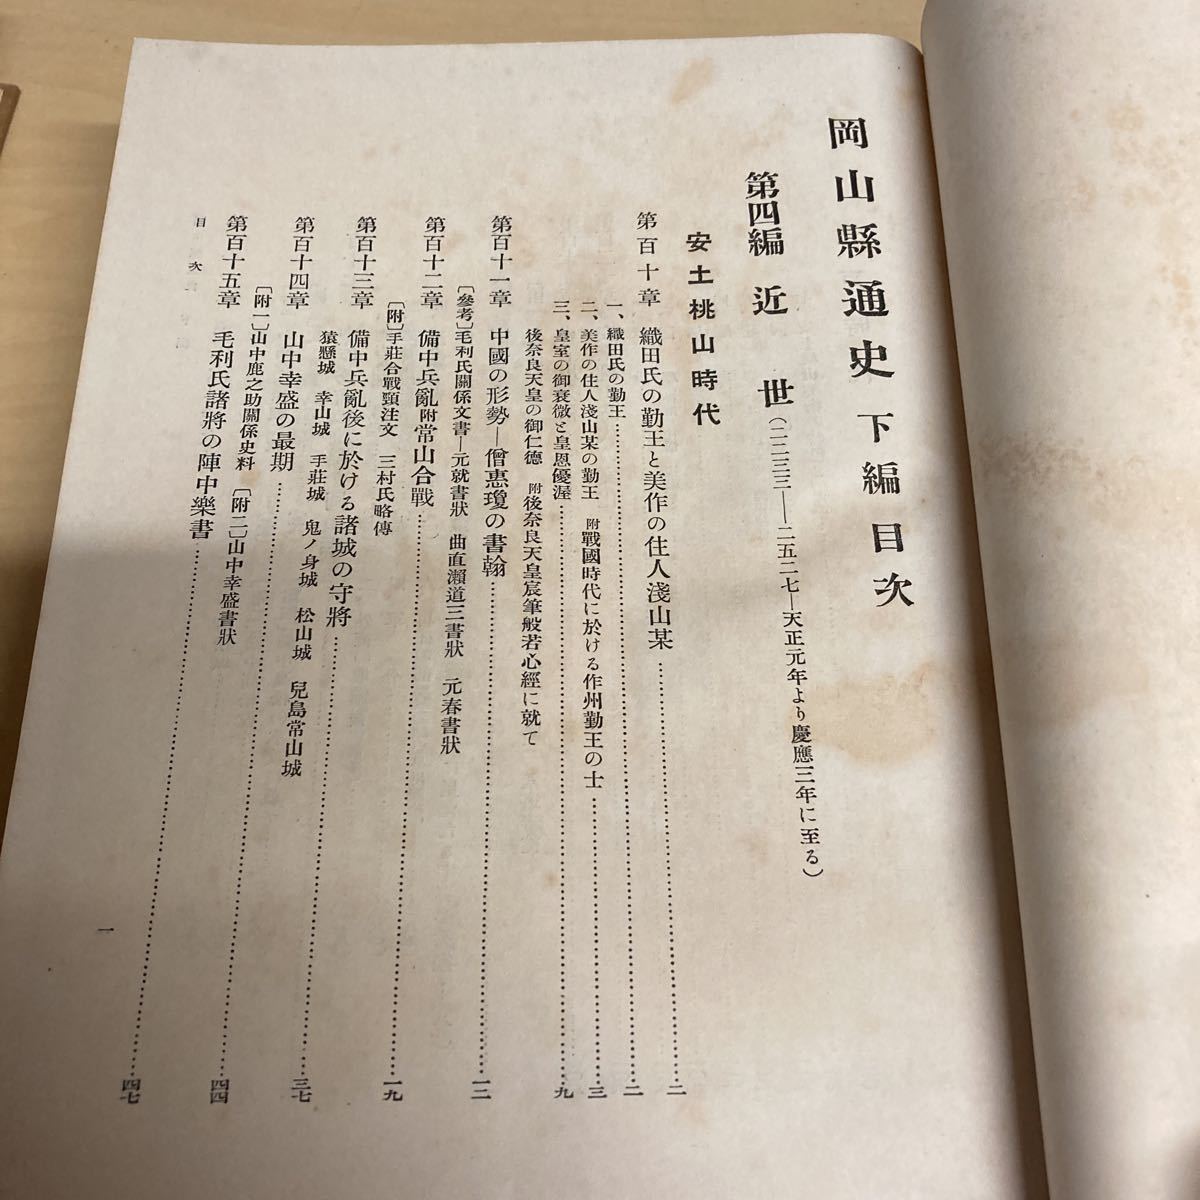 岡山縣通史 下編目次
第四編 近世(二二三三――二五二七―天正元年より慶應三年に至る)
安土桃山時代
第百十章 織田氏の勤王と美作の住人淺山某……二
一、織田氏の勤王……二
二、美作の住人淺山某の勤王 附戰國時代に於ける作州勤王の士……三
三、皇室の御衰微と皇恩優渥……九
後奈良天皇の御仁德 附後奈良天皇宸筆般若心經に就て
第百十一章 中國の形勢―僧惠瓊の書翰……一二
〔參考〕毛利氏關係文書―元就書狀 曲直瀨道三書狀 元春書狀
第百十二章 備中兵亂附常山合戰……一九
〔附〕手莊合戰頸注文 三村氏略傳
第百十三章 備中兵亂後に於ける諸城の守將……三七
猿懸城 幸山城 手莊城 鬼ノ身城 松山城 兒島常山城
第百十四章 山中幸盛の最期……四四
〔附一〕山中鹿之助關係史料 〔附二〕山中幸盛書狀
第百十五章 毛利氏諸將の陣中樂書……四七
目次
一